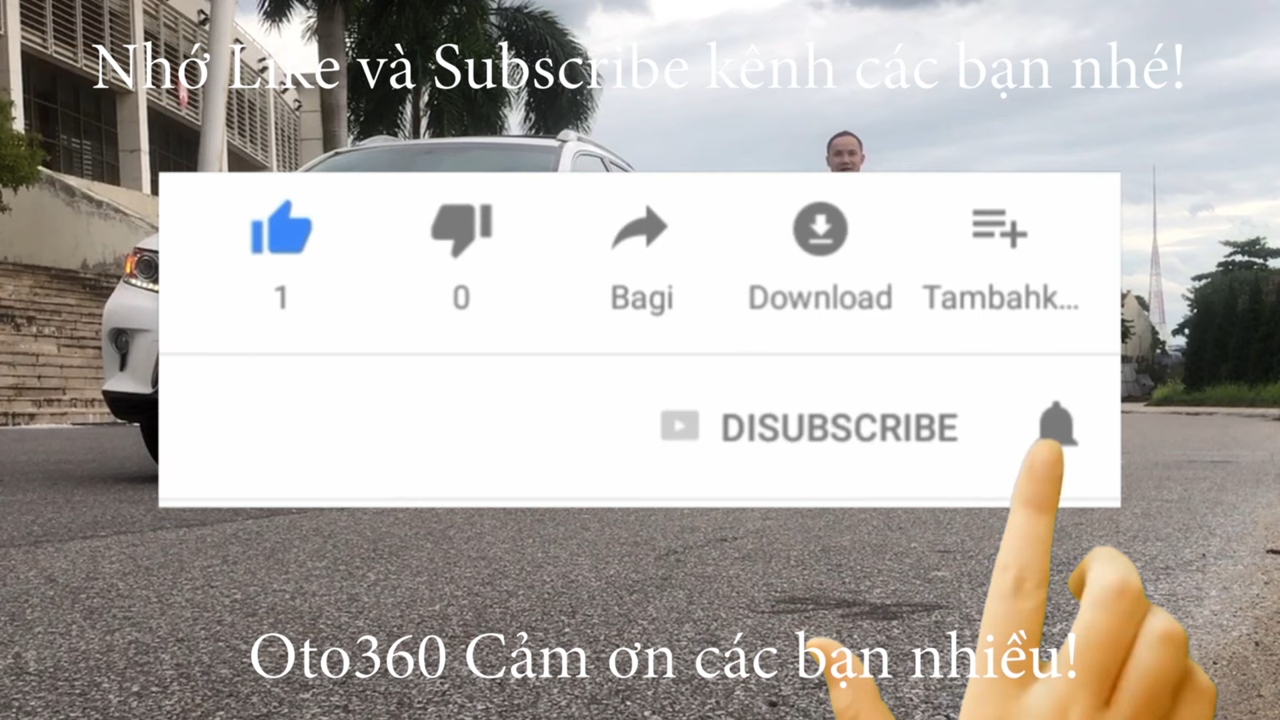 Nhớ Like và Subscribe kênh các bạn nhé!
1 0 Bagi Download Tambahk...
DISUBSCRIBE
Oto360 Cảm ơn các bạn nhiều!